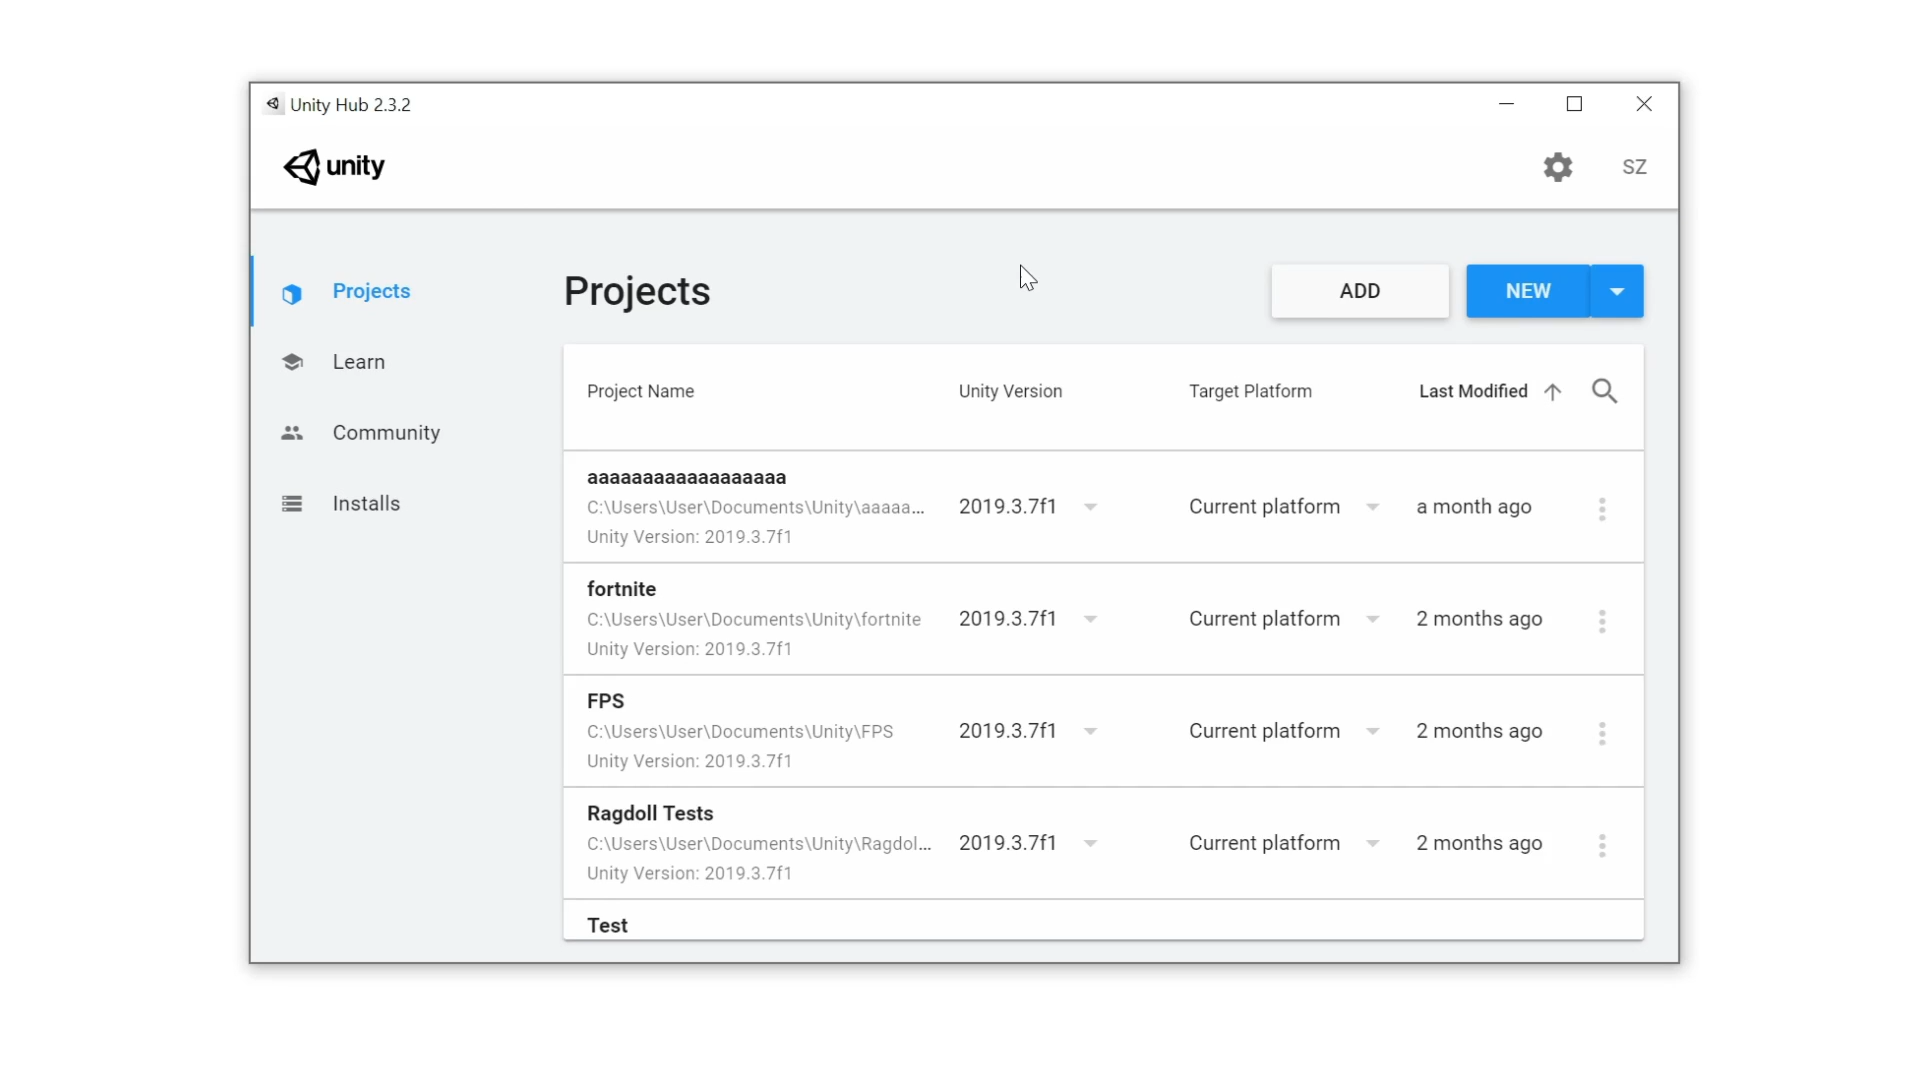 Unity Hub 2.3.2
unity
SZ
Projects
Learn
Community
Installs
Projects
ADD
NEW
Project Name
Unity Version
Target Platform
Last Modified
aaaaaaaaaaaaaaaaaa
C:\Users\User\Documents\Unity\aaaaa...
Unity Version: 2019.3.7f1
2019.3.7f1
Current platform
a month ago
fortnite
C:\Users\User\Documents\Unity\fortnite
Unity Version: 2019.3.7f1
2019.3.7f1
Current platform
2 months ago
FPS
C:\Users\User\Documents\Unity\FPS
Unity Version: 2019.3.7f1
2019.3.7f1
Current platform
2 months ago
Ragdoll Tests
C:\Users\User\Documents\Unity\Ragdol...
Unity Version: 2019.3.7f1
2019.3.7f1
Current platform
2 months ago
Test